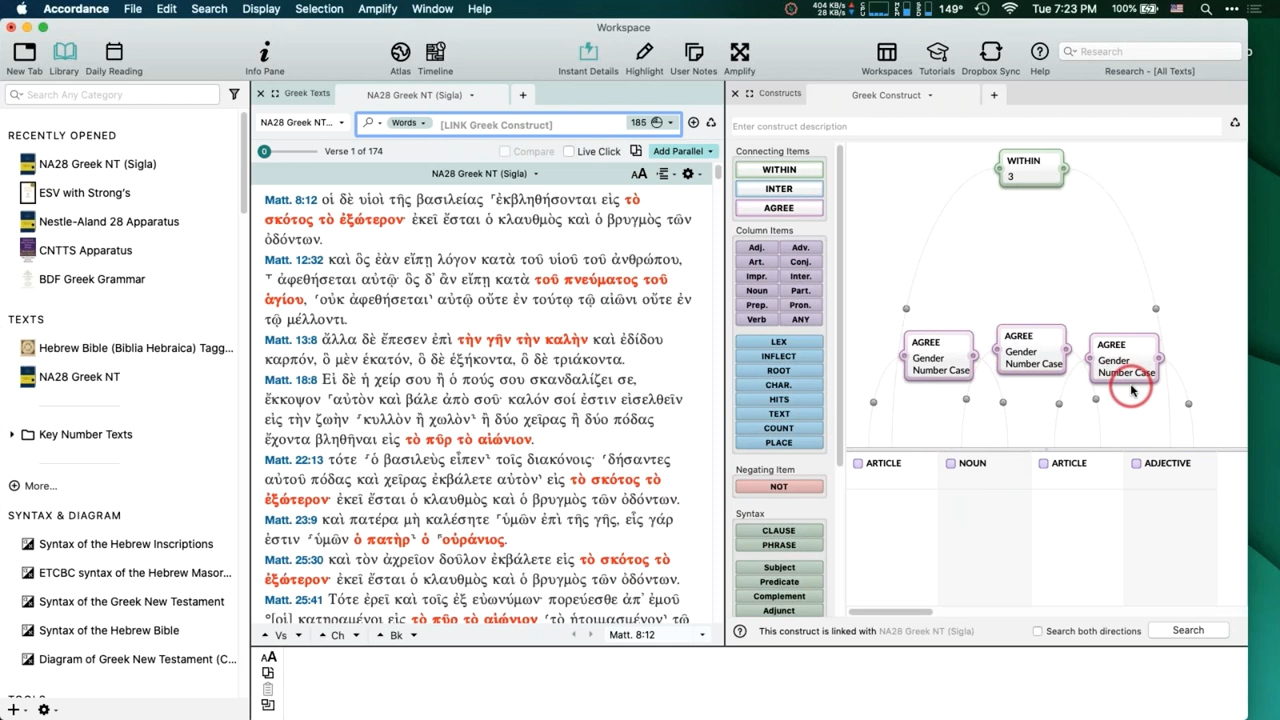 Accordance File Edit Search Display Selection Amplify Window Help
404 KB/s
28 KB/s
149° Tue 7:23 PM 100%
Workspace
New Tab Library Daily Reading Info Pane Atlas Timeline Instant Details Highlight User Notes Amplify Workspaces Tutorials Dropbox Sync Help Research
Research - [All Texts]
Search Any Category
RECENTLY OPENED
NA28 Greek NT (Sigla)
ESV with Strong's
Nestle-Aland 28 Apparatus
CNTTS Apparatus
BDF Greek Grammar
TEXTS
Hebrew Bible (Biblia Hebraica) Tagg...
NA28 Greek NT
Key Number Texts
More...
SYNTAX & DIAGRAM
Syntax of the Hebrew Inscriptions
ETCBC syntax of the Hebrew Masor...
Syntax of the Greek New Testament
Syntax of the Hebrew Bible
Diagram of Greek New Testament (C...
Greek Texts NA28 Greek NT (Sigla)
NA28 Greek NT... Words [LINK Greek Construct] 185
0 Verse 1 of 174 Compare Live Click Add Parallel
NA28 Greek NT (Sigla) AA
Matt. 8:12 οἱ δὲ υἱοὶ τῆς βασιλείας ⸀ἐκβληθήσονται εἰς τὸ
σκότος τὸ ἐξώτερον· ἐκεῖ ἔσται ὁ κλαυθμὸς καὶ ὁ βρυγμὸς τῶν
ὀδόντων.
Matt. 12:32 καὶ ὃς ἐὰν εἴπῃ λόγον κατὰ τοῦ υἱοῦ τοῦ ἀνθρώπου,
⸆ ἀφεθήσεται αὐτῷ· ὃς δ᾽ ἂν εἴπῃ κατὰ τοῦ πνεύματος τοῦ
ἁγίου, ⸂οὐκ ἀφεθήσεται⸃ αὐτῷ οὔτε ἐν τούτῳ τῷ αἰῶνι οὔτε ἐν
τῷ μέλλοντι.
Matt. 13:8 ἄλλα δὲ ἔπεσεν ἐπὶ τὴν γῆν τὴν καλὴν καὶ ἐδίδου
καρπόν, ὃ μὲν ἑκατόν, ὃ δὲ ἑξήκοντα, ὃ δὲ τριάκοντα.
Matt. 18:8 Εἰ δὲ ἡ χείρ σου ἢ ὁ πούς σου σκανδαλίζει σε,
ἔκκοψον ⸀αὐτὸν καὶ βάλε ἀπὸ σοῦ· καλόν σοί ἐστιν εἰσελθεῖν
εἰς τὴν ζωὴν ⸂κυλλὸν ἢ χωλὸν⸃ ἢ δύο χεῖρας ἢ δύο πόδας
ἔχοντα βληθῆναι εἰς τὸ πῦρ τὸ αἰώνιον.
Matt. 22:13 τότε ⸂ὁ βασιλεὺς εἶπεν⸃ τοῖς διακόνοις· ⸂δήσαντες
αὐτοῦ πόδας καὶ χεῖρας ἐκβάλετε αὐτὸν⸃ εἰς τὸ σκότος τὸ
ἐξώτερον· ἐκεῖ ἔσται ὁ κλαυθμὸς καὶ ὁ βρυγμὸς τῶν ὀδόντων.
Matt. 23:9 καὶ πατέρα μὴ καλέσητε ⸀ὑμῶν ἐπὶ τῆς γῆς, εἷς γάρ
ἐστιν ⸂ὑμῶν ὁ πατὴρ⸃ ὁ ⸀οὐράνιος.
Matt. 25:30 καὶ τὸν ἀχρεῖον δοῦλον ἐκβάλετε εἰς τὸ σκότος τὸ
ἐξώτερον· ἐκεῖ ἔσται ὁ κλαυθμὸς καὶ ὁ βρυγμὸς τῶν ὀδόντων.
Matt. 25:41 Τότε ἐρεῖ καὶ τοῖς ἐξ εὐωνύμων· πορεύεσθε ἀπ᾽ ἐμοῦ
[οἱ] κατηραμένοι εἰς τὸ πῦρ τὸ αἰώνιον τὸ ἡτοιμασμένον τῷ
Vs Ch Bk Matt. 8:12
AA
Constructs Greek Construct
Enter construct description
Connecting Items
WITHIN
INTER
AGREE
Column Items
Adj. Adv.
Art. Conj.
Impr. Inter.
Noun Part.
Prep. Pron.
Verb ANY
LEX
INFLECT
ROOT
CHAR.
HITS
TEXT
COUNT
PLACE
Negating Item
NOT
Syntax
CLAUSE
PHRASE
Subject
Predicate
Complement
Adjunct
WITHIN
3
AGREE
Gender
Number Case
AGREE
Gender
Number Case
AGREE
Gender
Number Case
ARTICLE NOUN ARTICLE ADJECTIVE
This construct is linked with NA28 Greek NT (Sigla) Search both directions Search